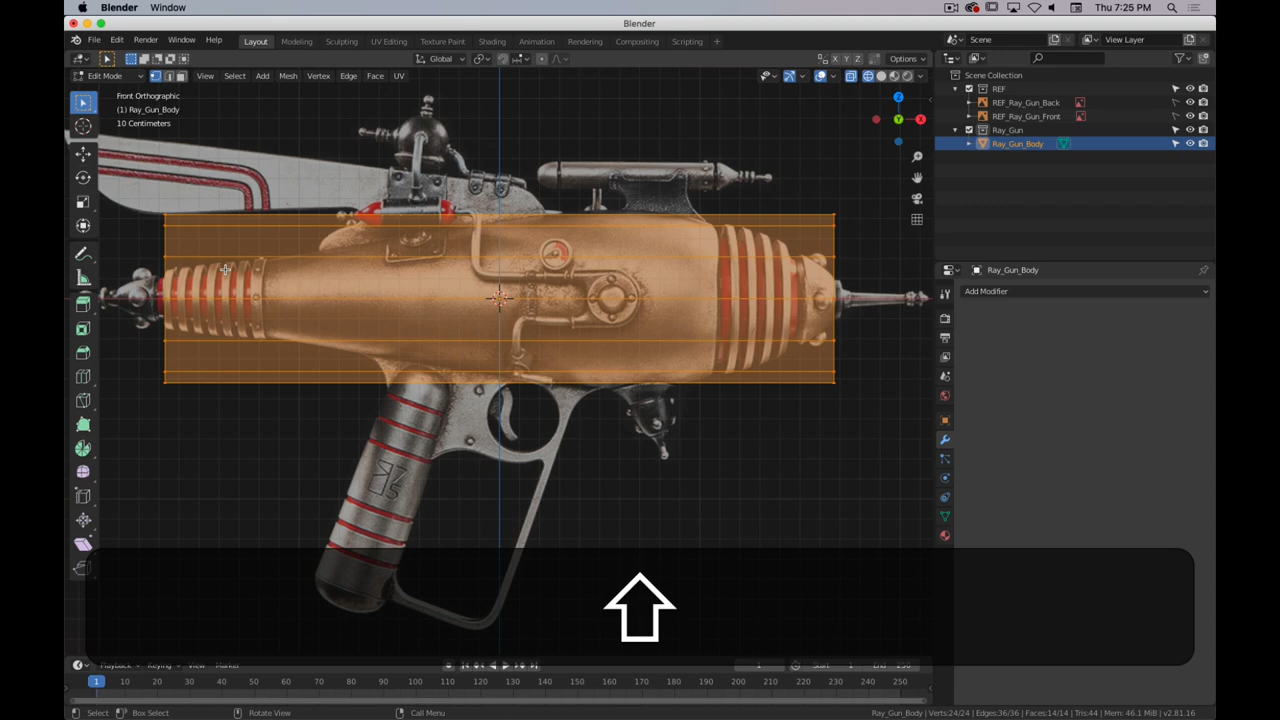 Blender Window Thu 7:25 PM
Blender
File Edit Render Window Help Layout Modeling Sculpting UV Editing Texture Paint Shading Animation Rendering Compositing Scripting + Scene View Layer
Global Options
Edit Mode View Select Add Mesh Vertex Edge Face UV X Y Z
Front Orthographic
(1) Ray_Gun_Body
10 Centimeters
Z
Y X
Scene Collection
REF
REF_Ray_Gun_Back
REF_Ray_Gun_Front
Ray_Gun
Ray_Gun_Body
Ray_Gun_Body
Add Modifier
Playback Keying View Marker 1 Start 1 End 250
1 10 20 30 40 50 60 70 80 90 100 110 120 130 140 150 160 170 180 190 200 210 220 230 240 250
Select Box Select Rotate View Call Menu Ray_Gun_Body | Verts:24/24 | Edges:36/36 | Faces:14/14 | Tris:44 | Mem: 46.1 MiB | v2.81.16